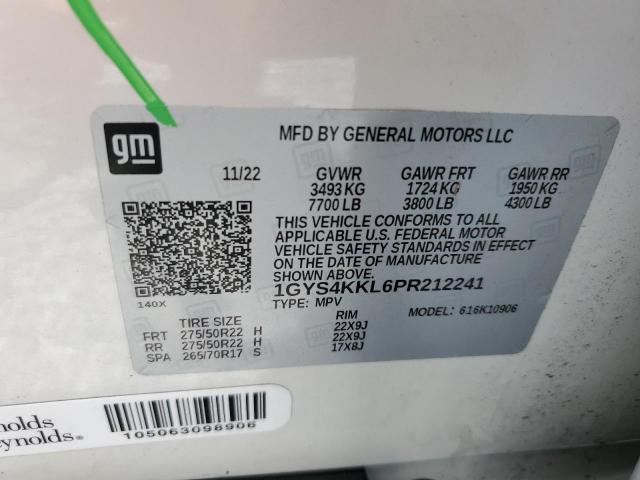 gm
MFD BY GENERAL MOTORS LLC
11/22 GVWR GAWR FRT GAWR RR
3493 KG 1724 KG 1950 KG
7700 LB 3800 LB 4300 LB
THIS VEHICLE CONFORMS TO ALL
APPLICABLE U.S. FEDERAL MOTOR
VEHICLE SAFETY STANDARDS IN EFFECT
ON THE DATE OF MANUFACTURE
SHOWN ABOVE.
1GYS4KKL6PR212241
140X
TYPE: MPV MODEL: 616K10906
TIRE SIZE RIM
FRT 275/50R22 H 22X9J
RR 275/50R22 H 22X9J
SPA 265/70R17 S 17X8J
nolds
eynolds®
105063098906